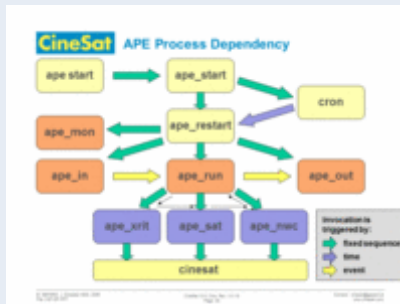 CineSat APE Process Dependency
ape start
ape_start
cron
ape_mon
ape_restart
ape_in
ape_run
ape_out
ape_xrit
ape_sat
ape_nwc
cinesat
Invocation is
triggered by:
fixed sequence
time
event